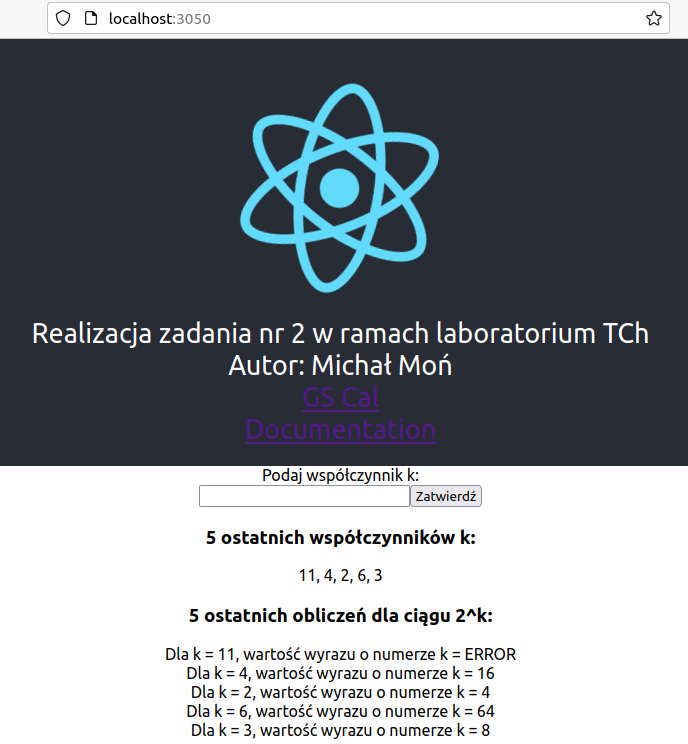 localhost:3050
Realizacja zadania nr 2 w ramach laboratorium TCh
Autor: Michał Moń
GS Cal
Documentation
Podaj współczynnik k:
Zatwierdź
5 ostatnich współczynników k:
11, 4, 2, 6, 3
5 ostatnich obliczeń dla ciągu 2^k:
Dla k = 11, wartość wyrazu o numerze k = ERROR
Dla k = 4, wartość wyrazu o numerze k = 16
Dla k = 2, wartość wyrazu o numerze k = 4
Dla k = 6, wartość wyrazu o numerze k = 64
Dla k = 3, wartość wyrazu o numerze k = 8